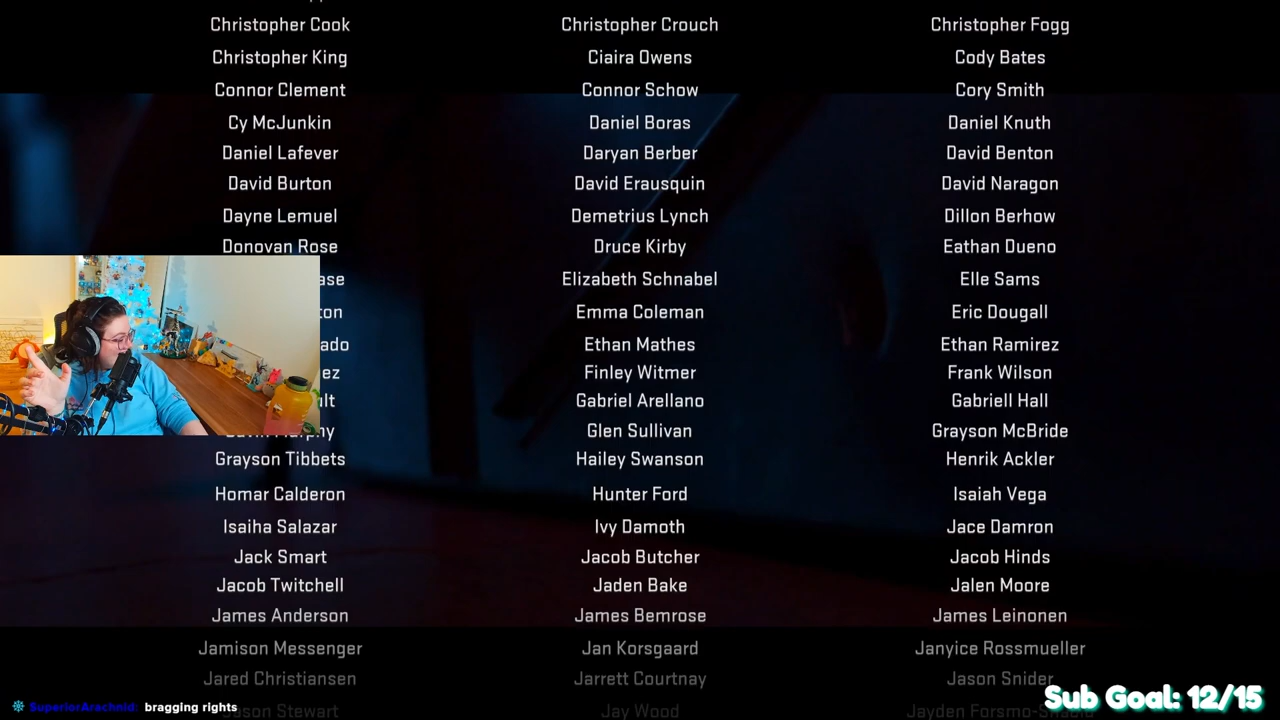 Christopher Cook Christopher Crouch Christopher Fogg
Christopher King Ciaira Owens Cody Bates
Connor Clement Connor Schow Cory Smith
Cy McJunkin Daniel Boras Daniel Knuth
Daniel Lafever Daryan Berber David Benton
David Burton David Erausquin David Naragon
Dayne Lemuel Demetrius Lynch Dillon Berhow
Donovan Rose Druce Kirby Eathan Dueno
Elizabeth Schnabel Elle Sams
Emma Coleman Eric Dougall
Ethan Mathes Ethan Ramirez
Finley Witmer Frank Wilson
Gabriel Arellano Gabriell Hall
Glen Sullivan Grayson McBride
Grayson Tibbets Hailey Swanson Henrik Ackler
Homar Calderon Hunter Ford Isaiah Vega
Isaiha Salazar Ivy Damoth Jace Damron
Jack Smart Jacob Butcher Jacob Hinds
Jacob Twitchell Jaden Bake Jalen Moore
James Anderson James Bemrose James Leinonen
Jamison Messenger Jan Korsgaard Janyice Rossmueller
Jared Christiansen Jarrett Courtnay Jason Snider
Jason Stewart Jay Wood Jayden
SuperiorArachnid: bragging rights
Sub Goal: 12/15